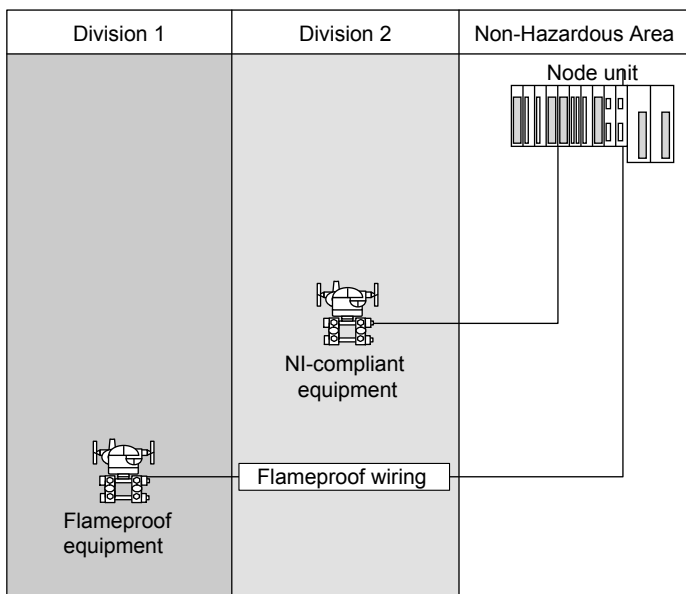 Division 1
Division 2
Non-Hazardous Area
Node unit
NI-compliant
equipment
Flameproof wiring
Flameproof
equipment